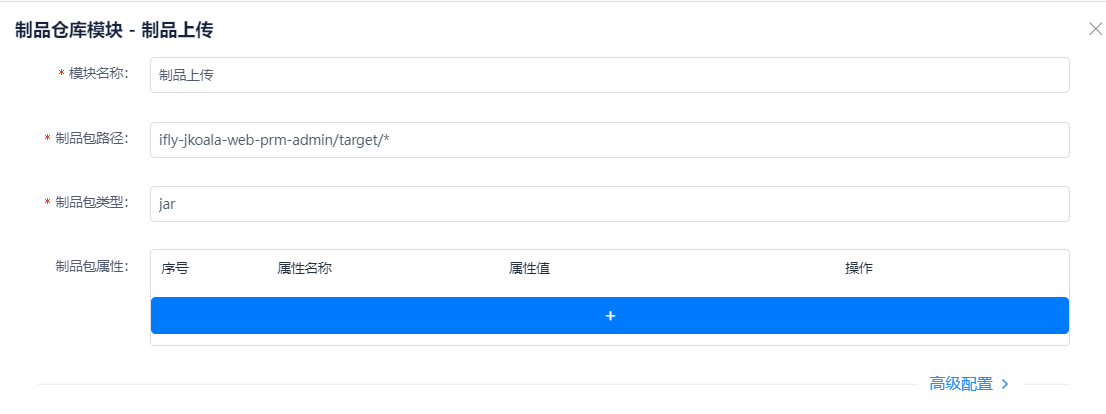 制品仓库模块 - 制品上传
* 模块名称： 制品上传
* 制品包路径： ifly-jkoala-web-prm-admin/target/*
* 制品包类型： jar
制品包属性： 序号 属性名称 属性值 操作
+
高级配置 >